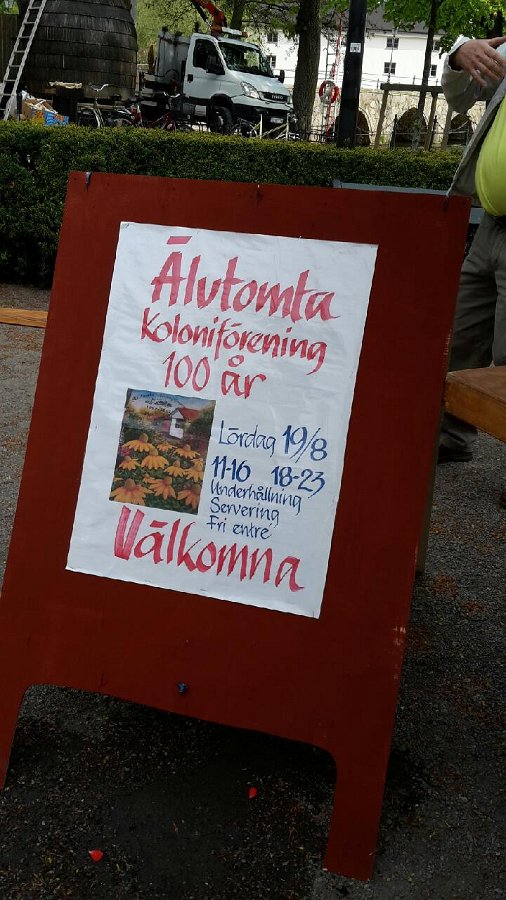 Älvtomta
Koloniförening
100 år
Lördag 19/8
11-16 18-23
Underhållning
Servering
Fri entré
Välkomna